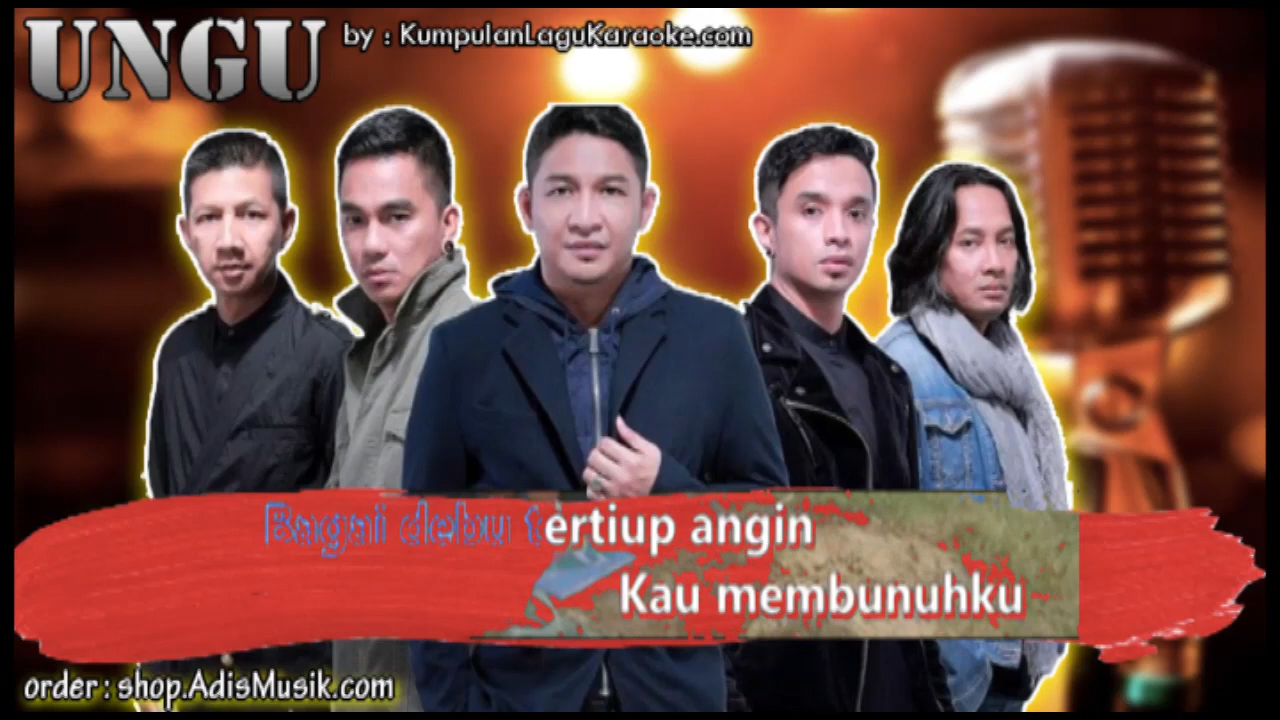 UNGU
by : KumpulanLaguKaraoke.com
Bagai debu tertiup angin
Kau membunuhku
order : shop.AdisMusik.com